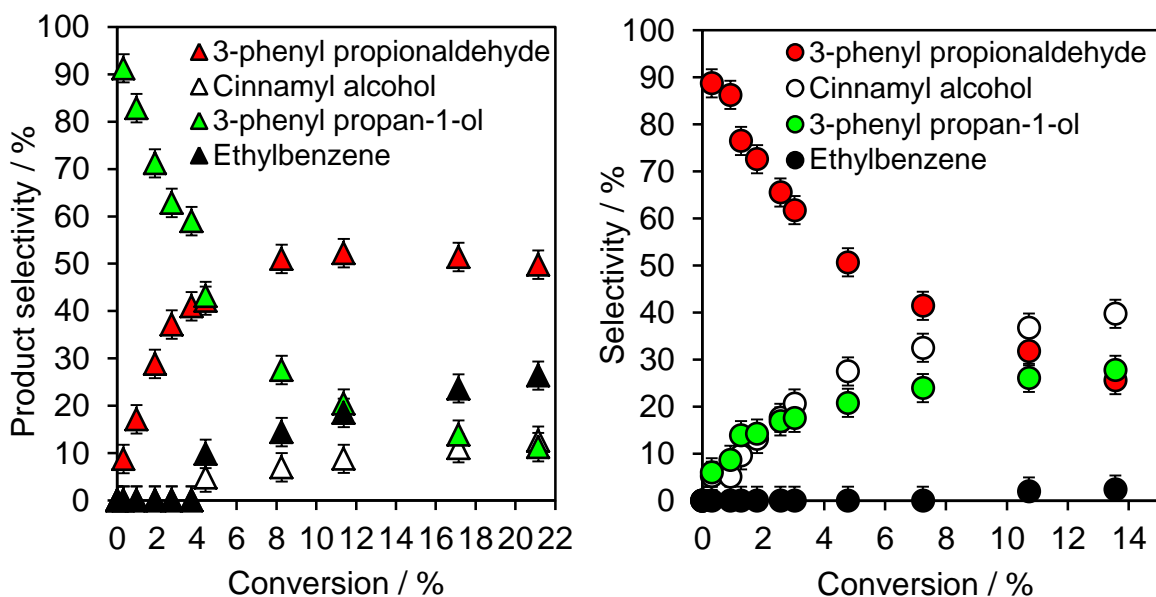 100
90
80
70
60
50
40
30
20
10
0
Product selectivity / %
3-phenyl propionaldehyde
Cinnamyl alcohol
3-phenyl propan-1-ol
Ethylbenzene
0 2 4 6 8 10 12 14 16 18 20 22
Conversion / %
100
90
80
70
60
50
40
30
20
10
0
Selectivity / %
3-phenyl propionaldehyde
Cinnamyl alcohol
3-phenyl propan-1-ol
Ethylbenzene
0 2 4 6 8 10 12 14
Conversion / %